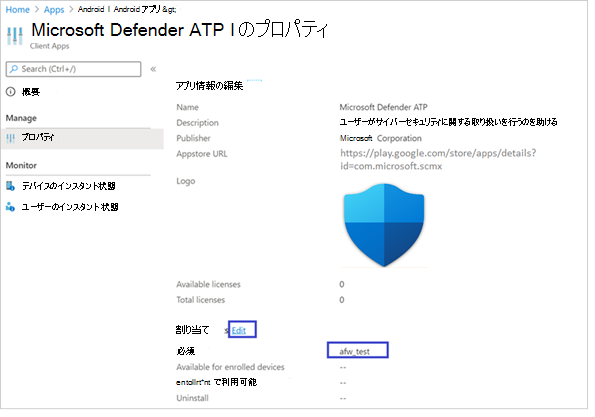 Home > Apps > Android | Android アプリ &gt;
Microsoft Defender ATP | のプロパティ
Client Apps
Search (Ctrl+/) «
概要
Manage
プロパティ
Monitor
デバイスのインスタント状態
ユーザーのインスタント状態
アプリ情報の編集
Name Microsoft Defender ATP
Description ユーザーがサイバーセキュリティに関する取り扱いを行うのを助ける
Publisher Microsoft Corporation
Appstore URL https://play.google.com/store/apps/details?
id=com.microsoft.scmx
Logo
Available licenses 0
Total licenses 0
割り当て s Edit
必須 afw_test
Available for enrolled devices --
で利用可能 --
Uninstall --